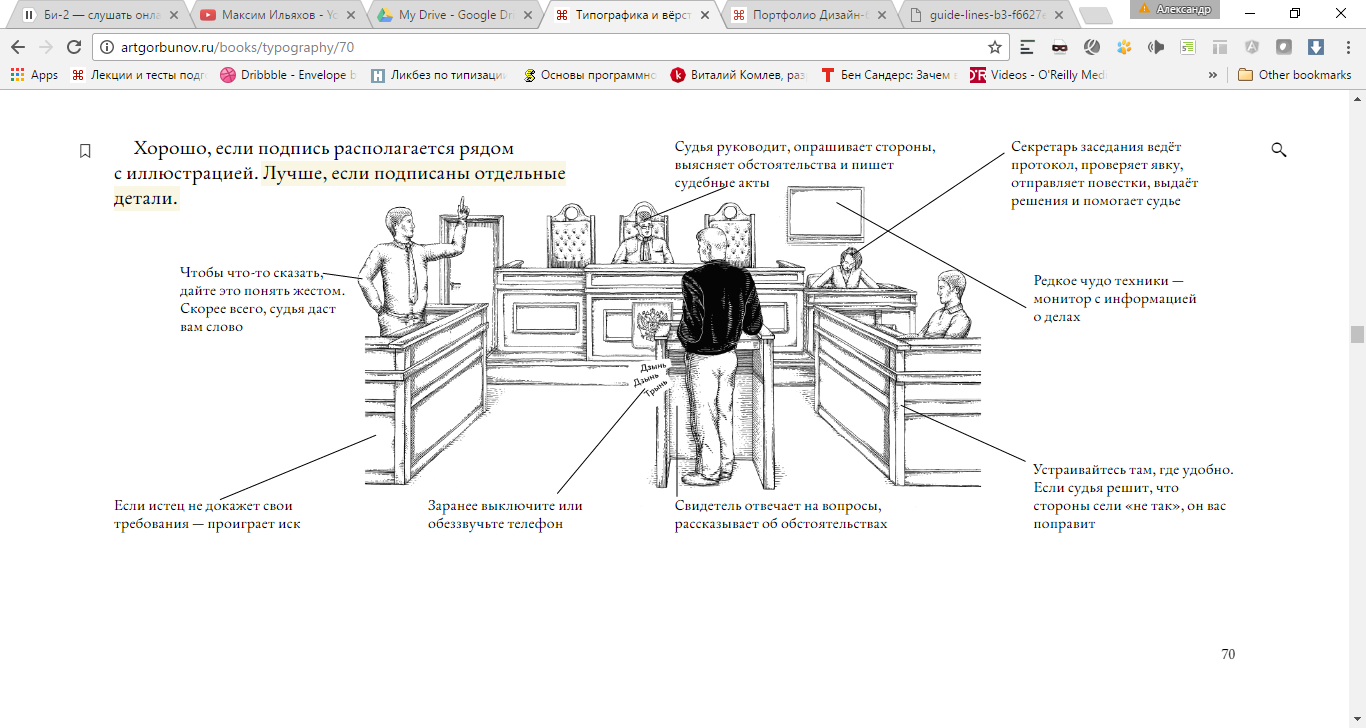 Би-2 — слушать онла
Максим Ильяхов - Yo
My Drive - Google Dri
Типографика и вёрст
Портфолио Дизайн-б
guide-lines-b3-f6627e
Александр
artgorbunov.ru/books/typography/70
Apps
Лекции и тесты подго
Dribbble - Envelope b
Ликбез по типизации
Основы программно
Виталий Комлев, раз
Бен Сандерс: Зачем в
Videos - O'Reilly Medi
Other bookmarks
Хорошо, если подпись располагается рядом
с иллюстрацией. Лучше, если подписаны отдельные
детали.
Судья руководит, опрашивает стороны,
выясняет обстоятельства и пишет
судебные акты
Секретарь заседания ведёт
протокол, проверяет явку,
отправляет повестки, выдаёт
решения и помогает судье
Чтобы что-то сказать,
дайте это понять жестом.
Скорее всего, судья даст
вам слово
Редкое чудо техники —
монитор с информацией
о делах
Дзынь
Дзынь
Трынь
Если истец не докажет свои
требования — проиграет иск
Заранее выключите или
обеззвучьте телефон
Свидетель отвечает на вопросы,
рассказывает об обстоятельствах
Устраивайтесь там, где удобно.
Если судья решит, что
стороны сели «не так», он вас
поправит
70